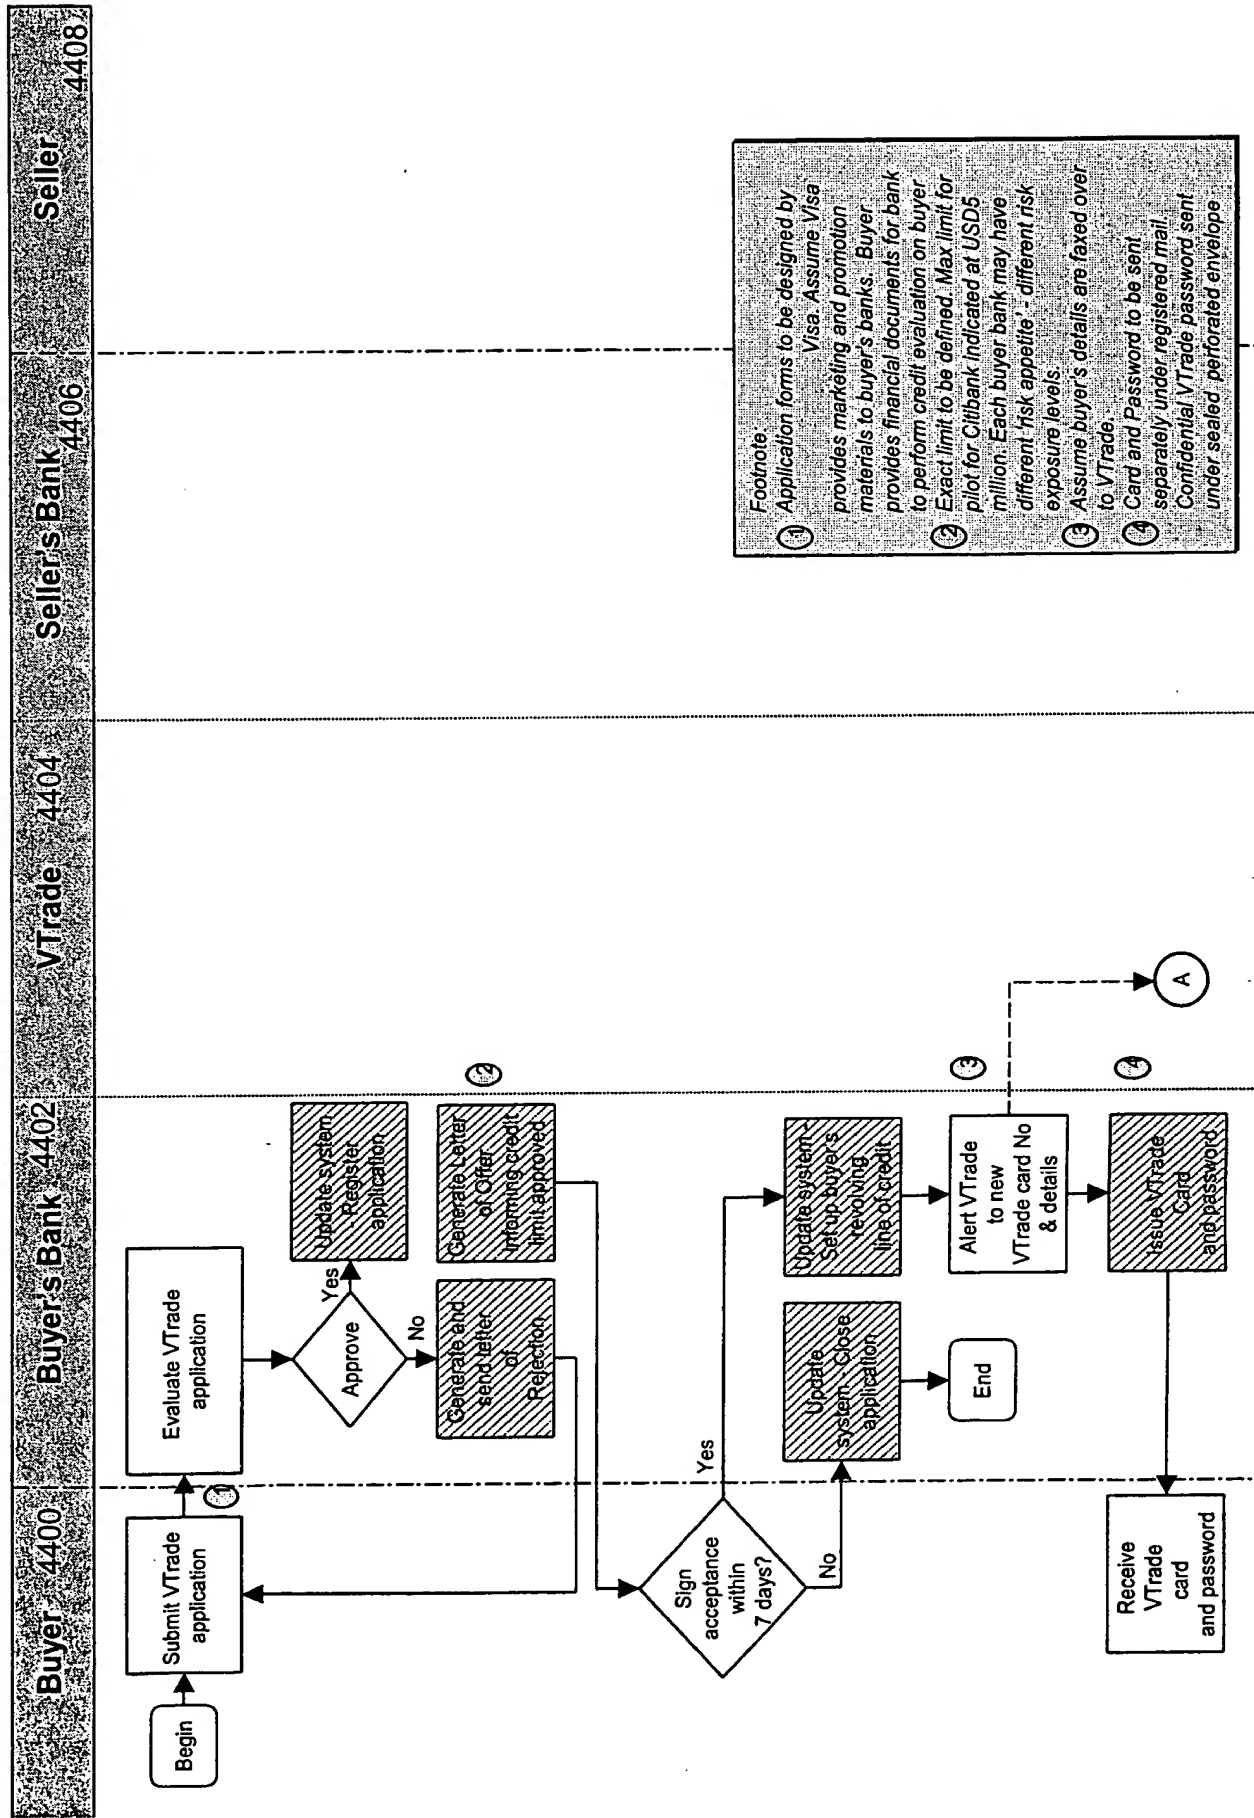 Buyer 4400
Buyer's Bank 4402
VTrade 4404
Seller's Bank 4406
Seller 4408
Begin
Submit VTrade
application
1
Evaluate VTrade
application
Approve
Yes
No
Update system
- Register
application
Generate and
send letter
of
Rejection
Generate Letter
of Offer
Informing credit
limit approved
2
Sign
acceptance
within
7 days?
Yes
No
Update
system - Close
application
End
Update system -
Set up buyer's
revolving
line of credit
Alert VTrade
to new
VTrade card No
& details
3
A
Issue VTrade
Card
and password
4
Receive
VTrade
card
and password
Footnote:
1 Application forms to be designed by
Visa. Assume Visa
provides marketing and promotion
materials to buyer's banks. Buyer
provides financial documents for bank
to perform credit evaluation on buyer
2 Exact limit to be defined. Max limit for
pilot for Citibank Indicated at USD5
million. Each buyer bank may have
different 'risk appetite' - different risk
exposure levels.
3 Assume buyer's details are faxed over
to VTrade.
4 Card and Password to be sent
separately under registered mail.
Confidential VTrade password sent
under sealed perforated envelope